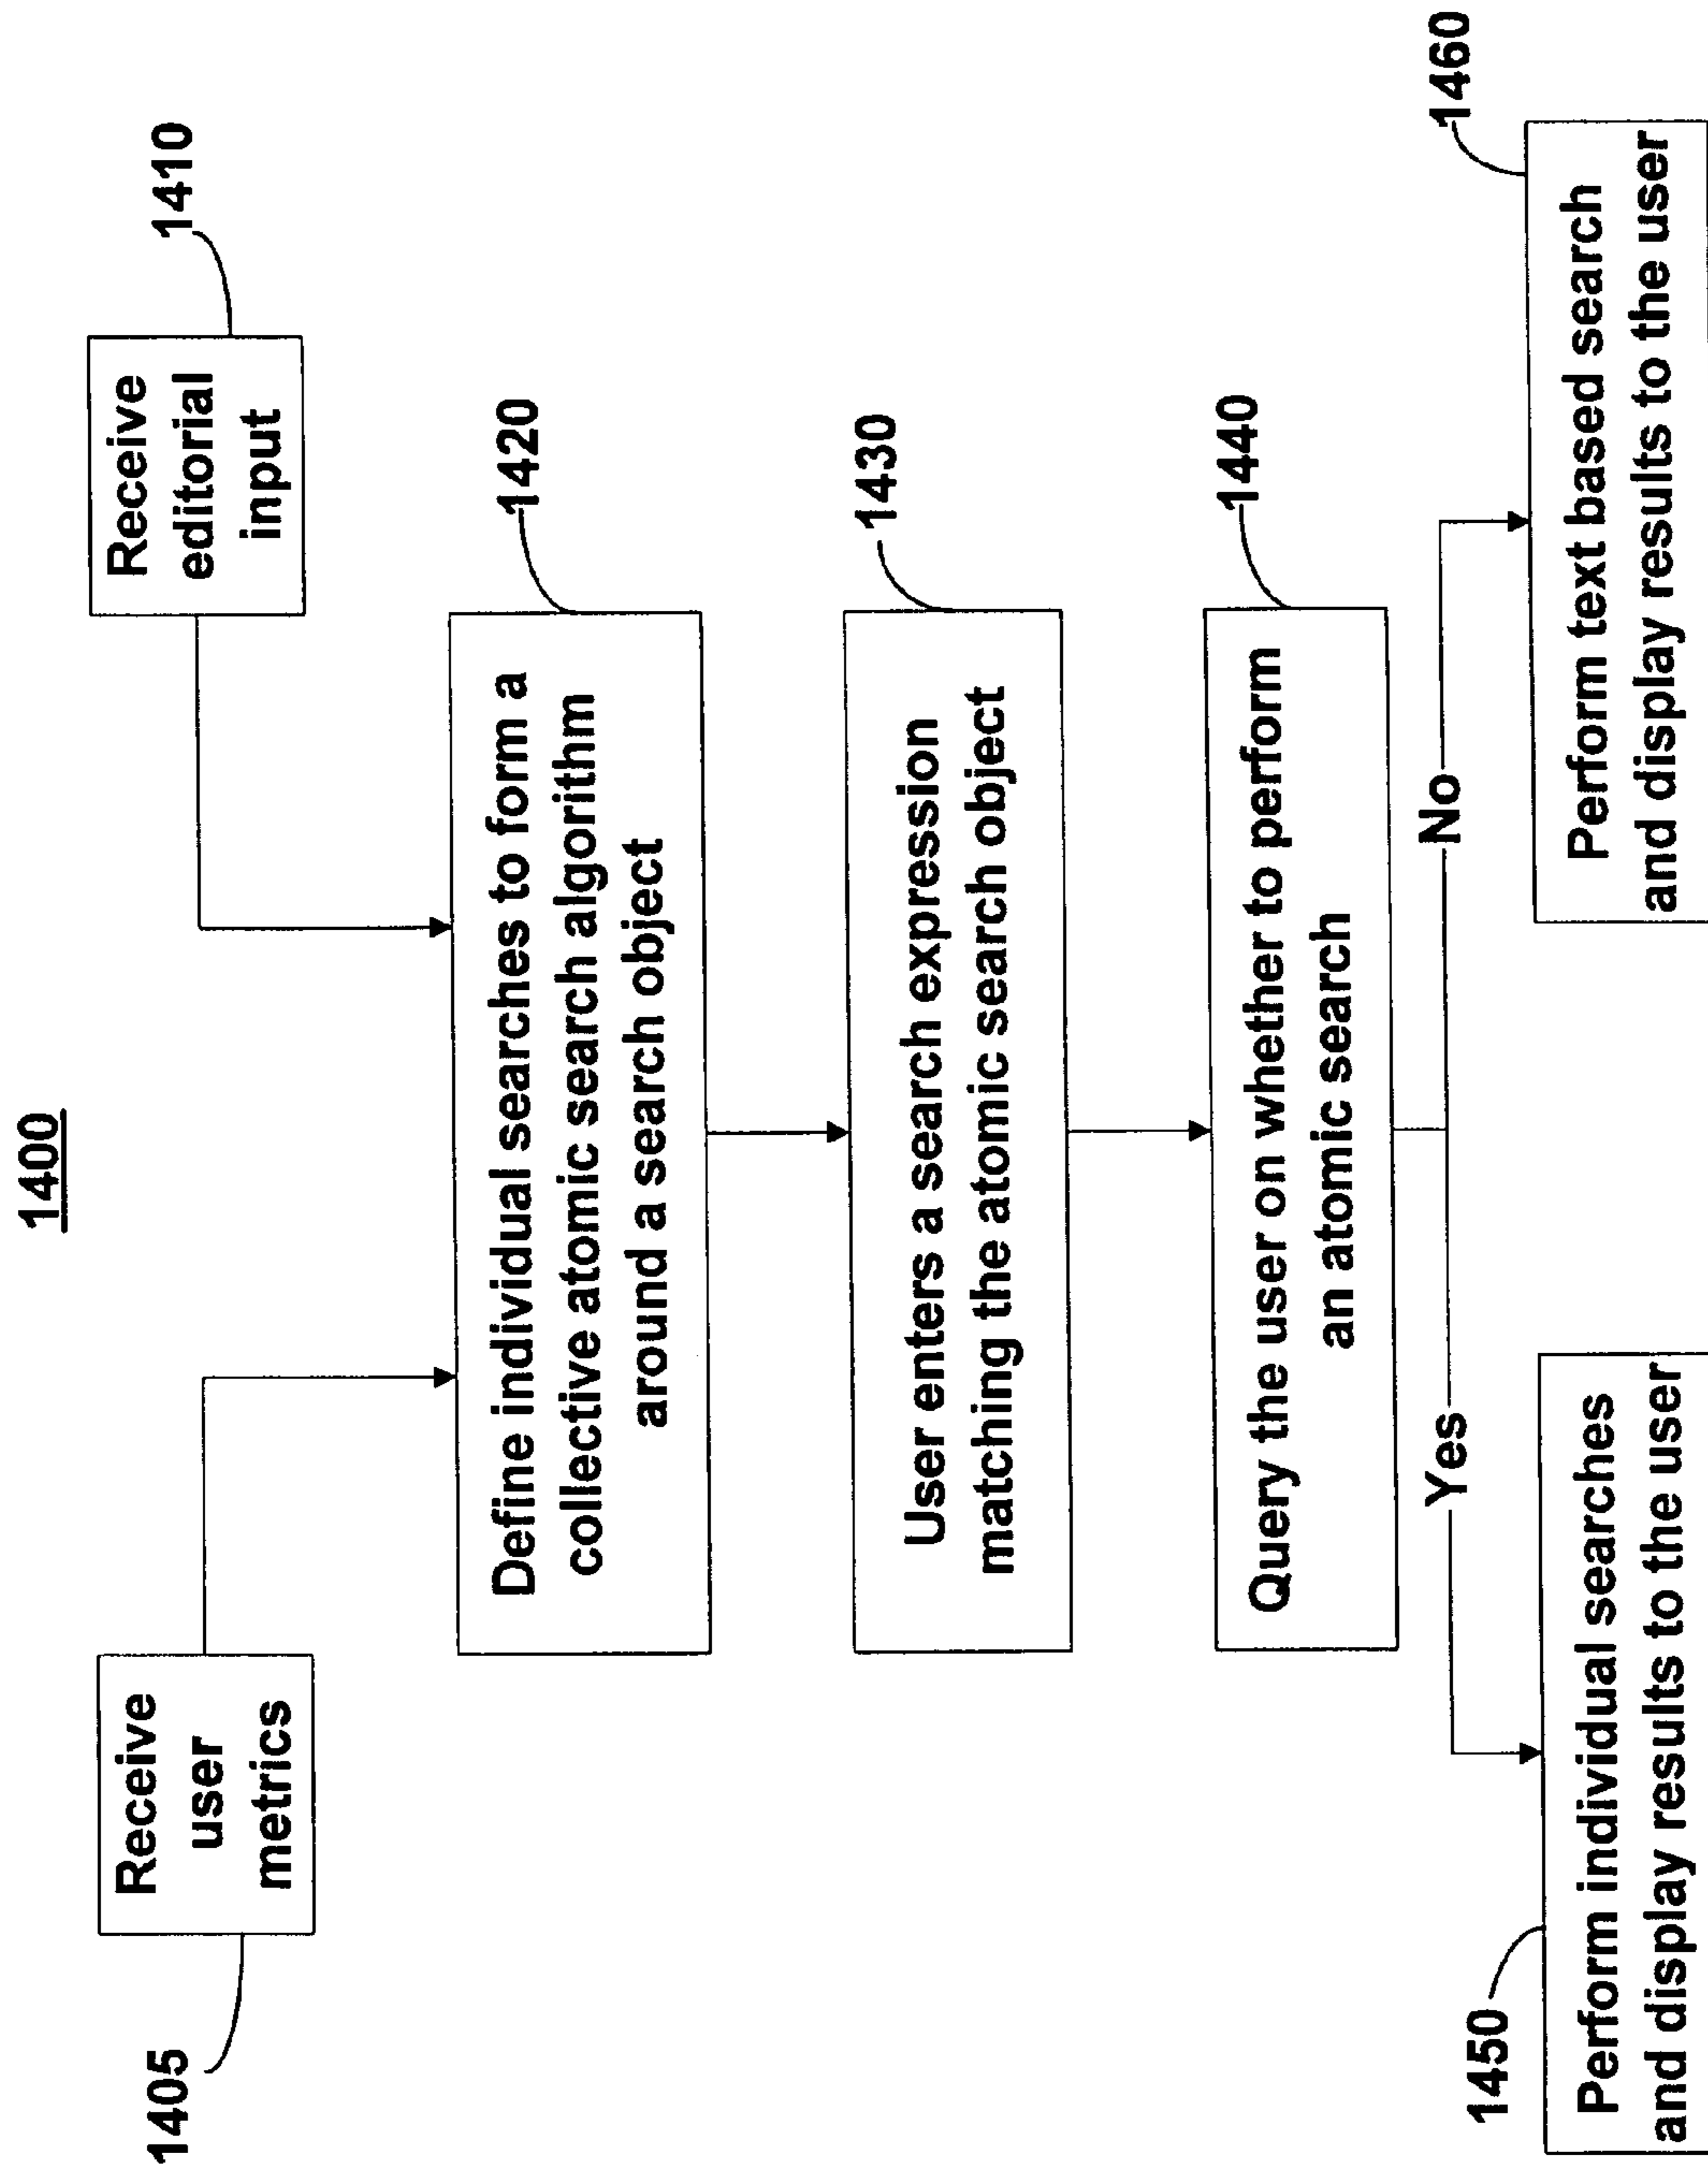 1400
1405
Receive
user
metrics
Receive
editorial
input
1410
Define individual searches to form a
collective atomic search algorithm
around a search object
1420
User enters a search expression
matching the atomic search object
1430
Query the user on whether to perform
an atomic search
1440
Yes
No
1450
Perform individual searches
and display results to the user
Perform text based search
and display results to the user
1460